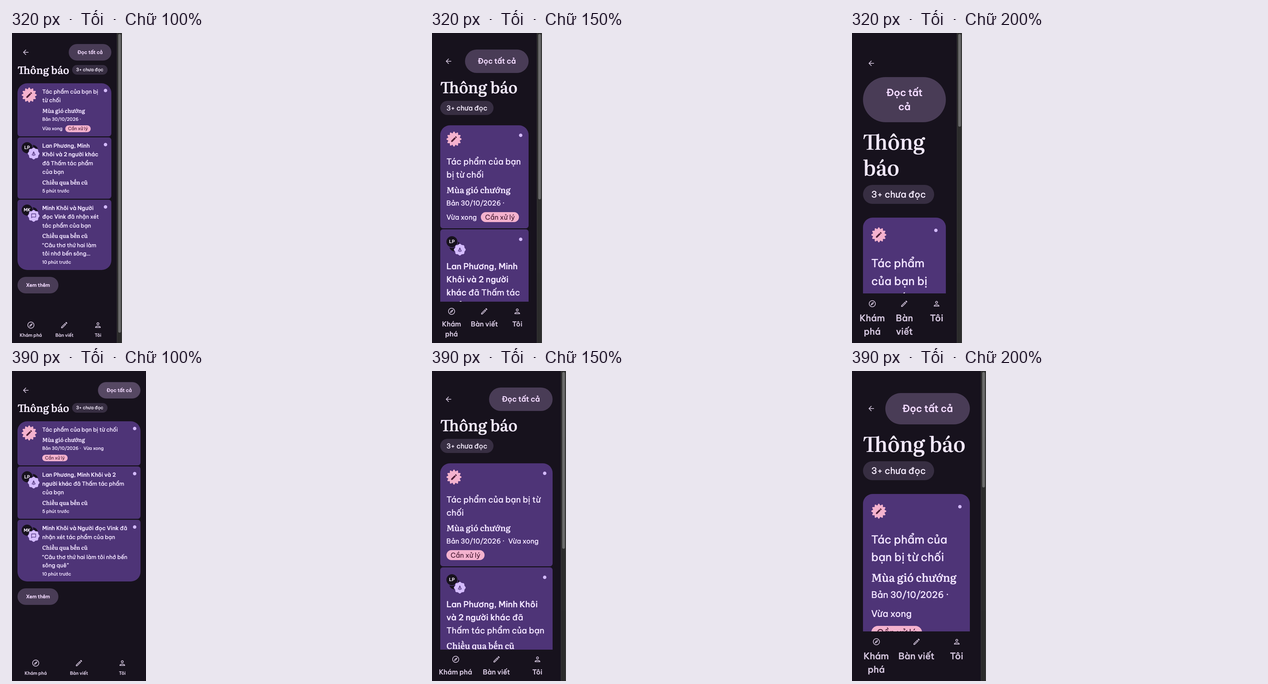 320 px · Tối · Chữ 100%
Đọc tất cả
Thông báo 3+ chưa đọc
Tác phẩm của bạn bị
từ chối
Mùa gió chướng
Bản 30/10/2026 ·
Vừa xong Cần xử lý
LP
Lan Phương, Minh
Khôi và 2 người khác
đã Thấm tác phẩm
của bạn
Chiều qua bến cũ
5 phút trước
MK
Minh Khôi và Người
đọc Vink đã nhận xét
tác phẩm của bạn
Chiều qua bến cũ
"Câu thơ thứ hai làm
tôi nhớ bến sông...
10 phút trước
Xem thêm
Khám phá Bàn viết Tôi
320 px · Tối · Chữ 150%
Đọc tất cả
Thông báo
3+ chưa đọc
Tác phẩm của bạn
bị từ chối
Mùa gió chướng
Bản 30/10/2026 ·
Vừa xong Cần xử lý
LP
Lan Phương, Minh
Khôi và 2 người
khác đã Thấm tác
Khám
phá
Bàn viết
Tôi
320 px · Tối · Chữ 200%
Đọc tất
cả
Thông
báo
3+ chưa đọc
Tác phẩm
của bạn bị
Khám
phá
Bàn
viết
Tôi
390 px · Tối · Chữ 100%
Đọc tất cả
Thông báo 3+ chưa đọc
Tác phẩm của bạn bị từ chối
Mùa gió chướng
Bản 30/10/2026 · Vừa xong
Cần xử lý
LP
Lan Phương, Minh Khôi và 2
người khác đã Thấm tác phẩm
của bạn
Chiều qua bến cũ
5 phút trước
MK
Minh Khôi và Người đọc Vink đã
nhận xét tác phẩm của bạn
Chiều qua bến cũ
"Câu thơ thứ hai làm tôi nhớ bến
sông quê"
10 phút trước
Xem thêm
Khám phá Bàn viết Tôi
390 px · Tối · Chữ 150%
Đọc tất cả
Thông báo
3+ chưa đọc
Tác phẩm của bạn bị từ
chối
Mùa gió chướng
Bản 30/10/2026 · Vừa xong
Cần xử lý
LP
Lan Phương, Minh Khôi
và 2 người khác đã
Thấm tác phẩm của bạn
Chiều qua bến cũ
Khám phá Bàn viết Tôi
390 px · Tối · Chữ 200%
Đọc tất cả
Thông báo
3+ chưa đọc
Tác phẩm của
bạn bị từ chối
Mùa gió chướng
Bản 30/10/2026 ·
Vừa xong
Khám
phá
Bàn viết
Tôi